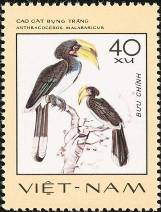 CAO CÁT BỤNG TRẮNG
ANTHRACOCEROS MALABARICUS
40
XU
BƯU CHÍNH
VIỆT-NAM